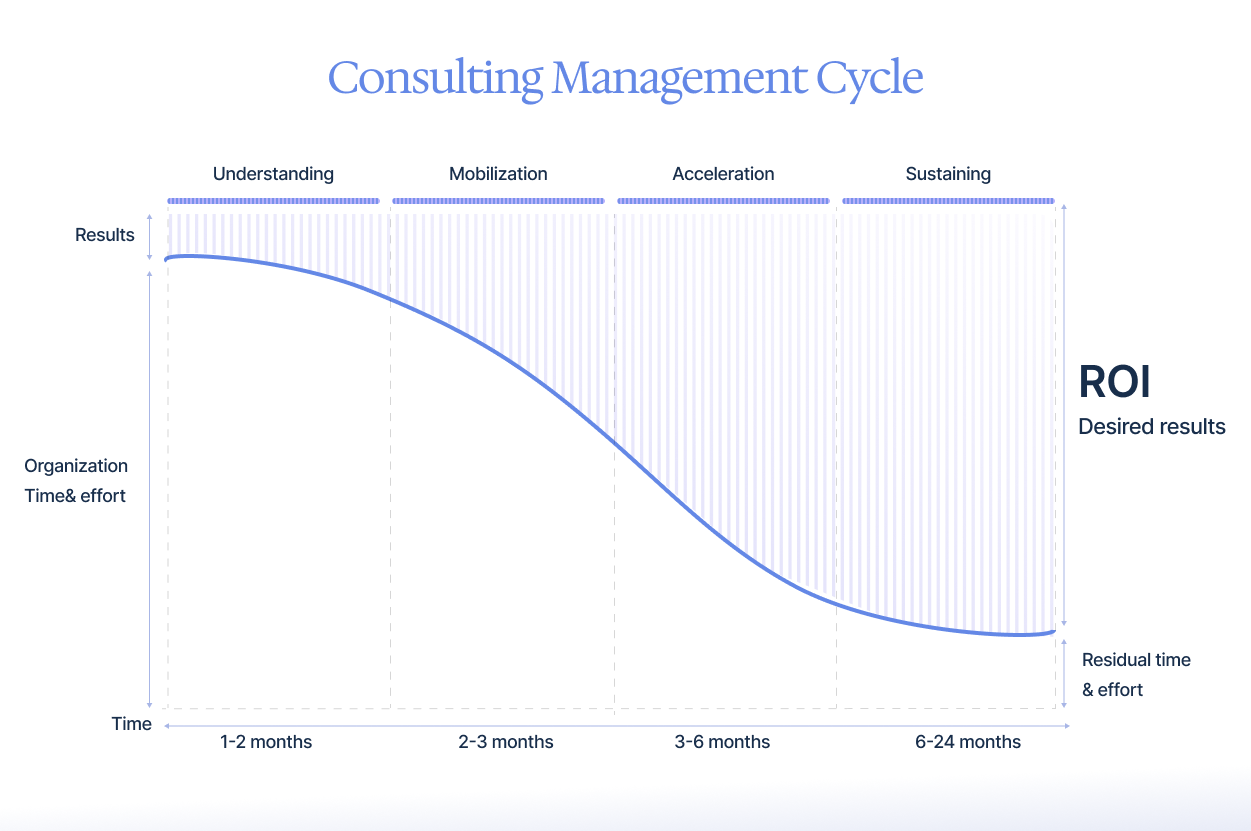 Consulting Management Cycle
Understanding
Mobilization
Acceleration
Sustaining
Results
Organization
Time& effort
ROI
Desired results
Residual time
& effort
Time
1-2 months
2-3 months
3-6 months
6-24 months